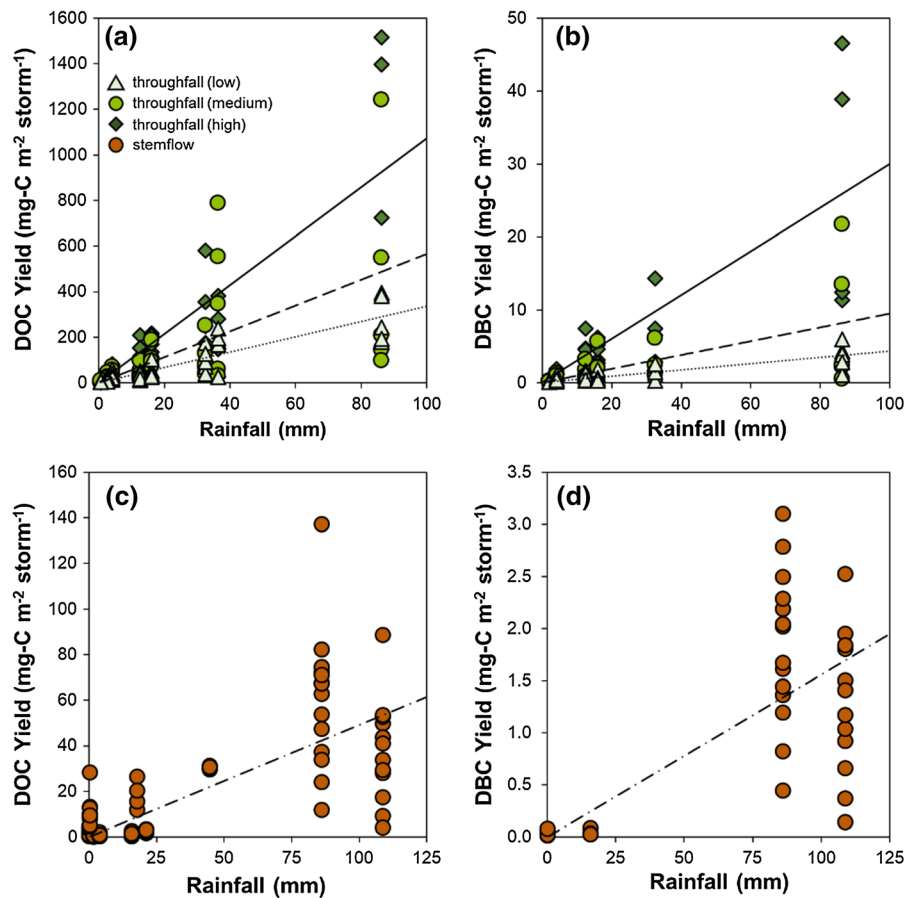 (a)
DOC Yield (mg-C m⁻² storm⁻¹)
1600
1400
1200
1000
800
600
400
200
0
throughfall (low)
throughfall (medium)
throughfall (high)
stemflow
0 20 40 60 80 100
Rainfall (mm)
(b)
DBC Yield (mg-C m⁻² storm⁻¹)
50
40
30
20
10
0
0 20 40 60 80 100
Rainfall (mm)
(c)
DOC Yield (mg-C m⁻² storm⁻¹)
160
140
120
100
80
60
40
20
0
0 25 50 75 100 125
Rainfall (mm)
(d)
DBC Yield (mg-C m⁻² storm⁻¹)
3.5
3.0
2.5
2.0
1.5
1.0
0.5
0.0
0 25 50 75 100 125
Rainfall (mm)